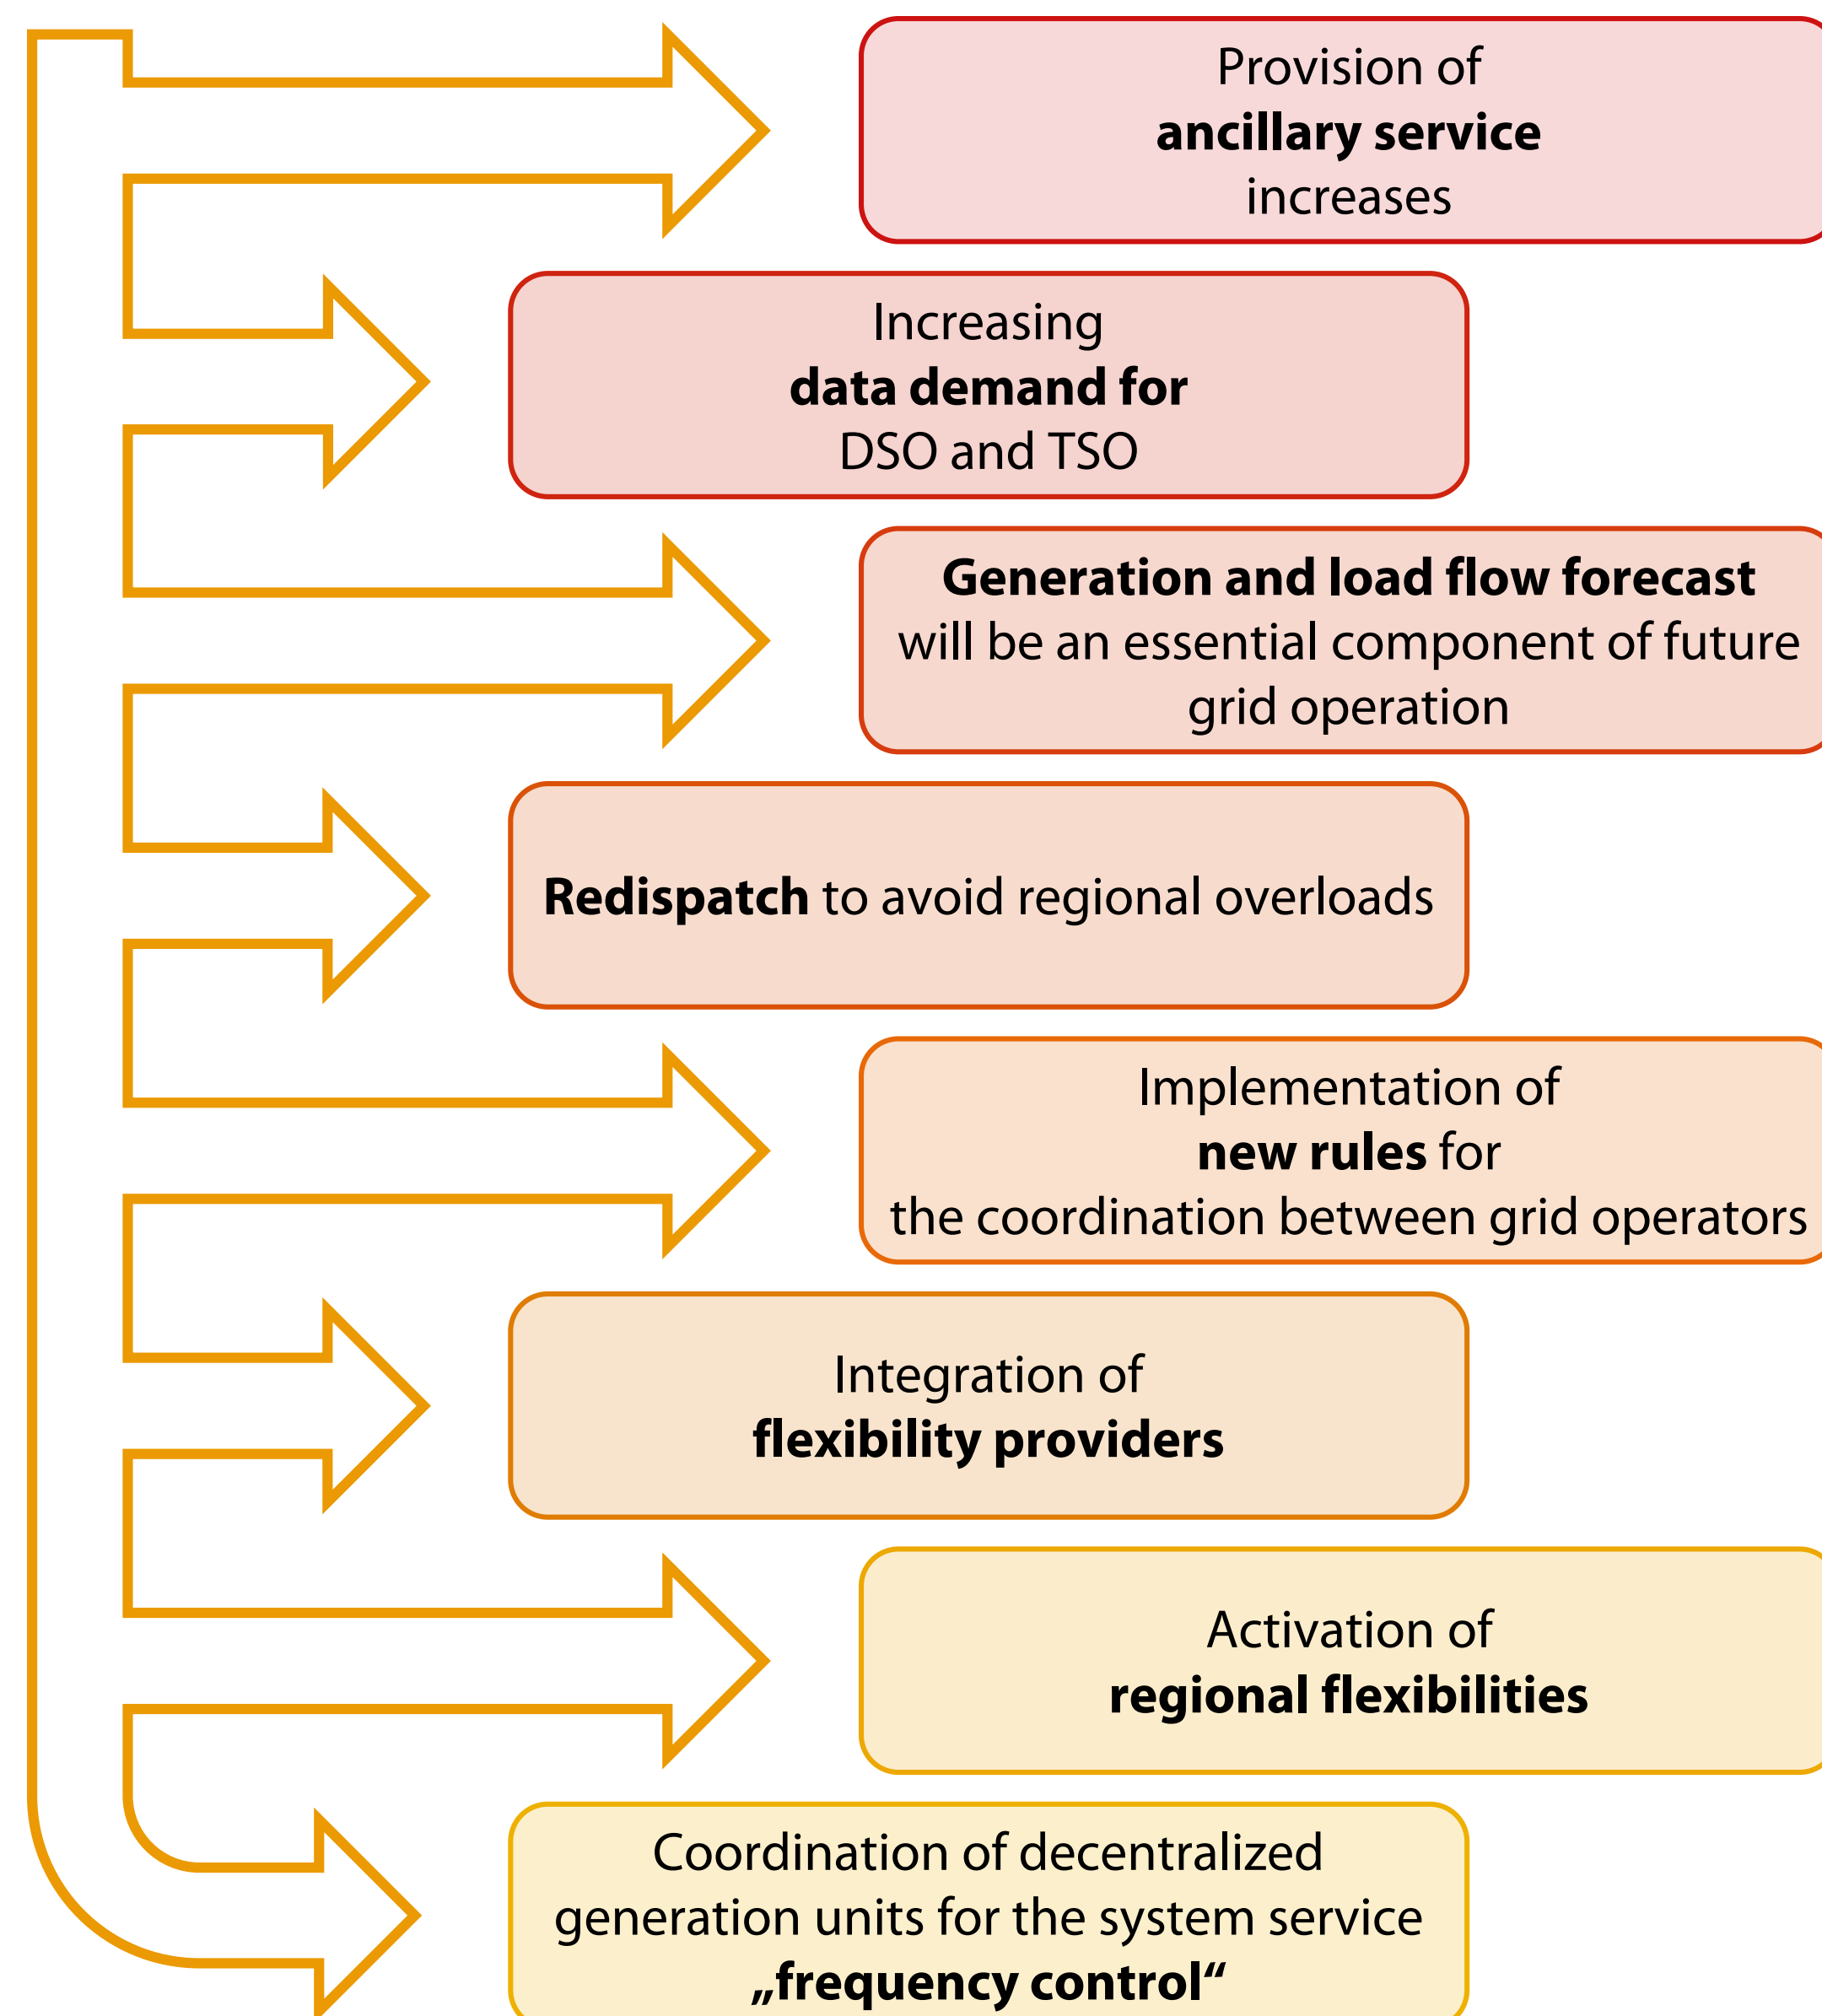 Provision of
ancillary service
increases
Increasing
data demand for
DSO and TSO
Generation and load flow forecast
will be an essential component of future
grid operation
Redispatch to avoid regional overloads
Implementation of
new rules for
the coordination between grid operators
Integration of
flexibility providers
Activation of
regional flexibilities
Coordination of decentralized
generation units for the system service
„frequency control“